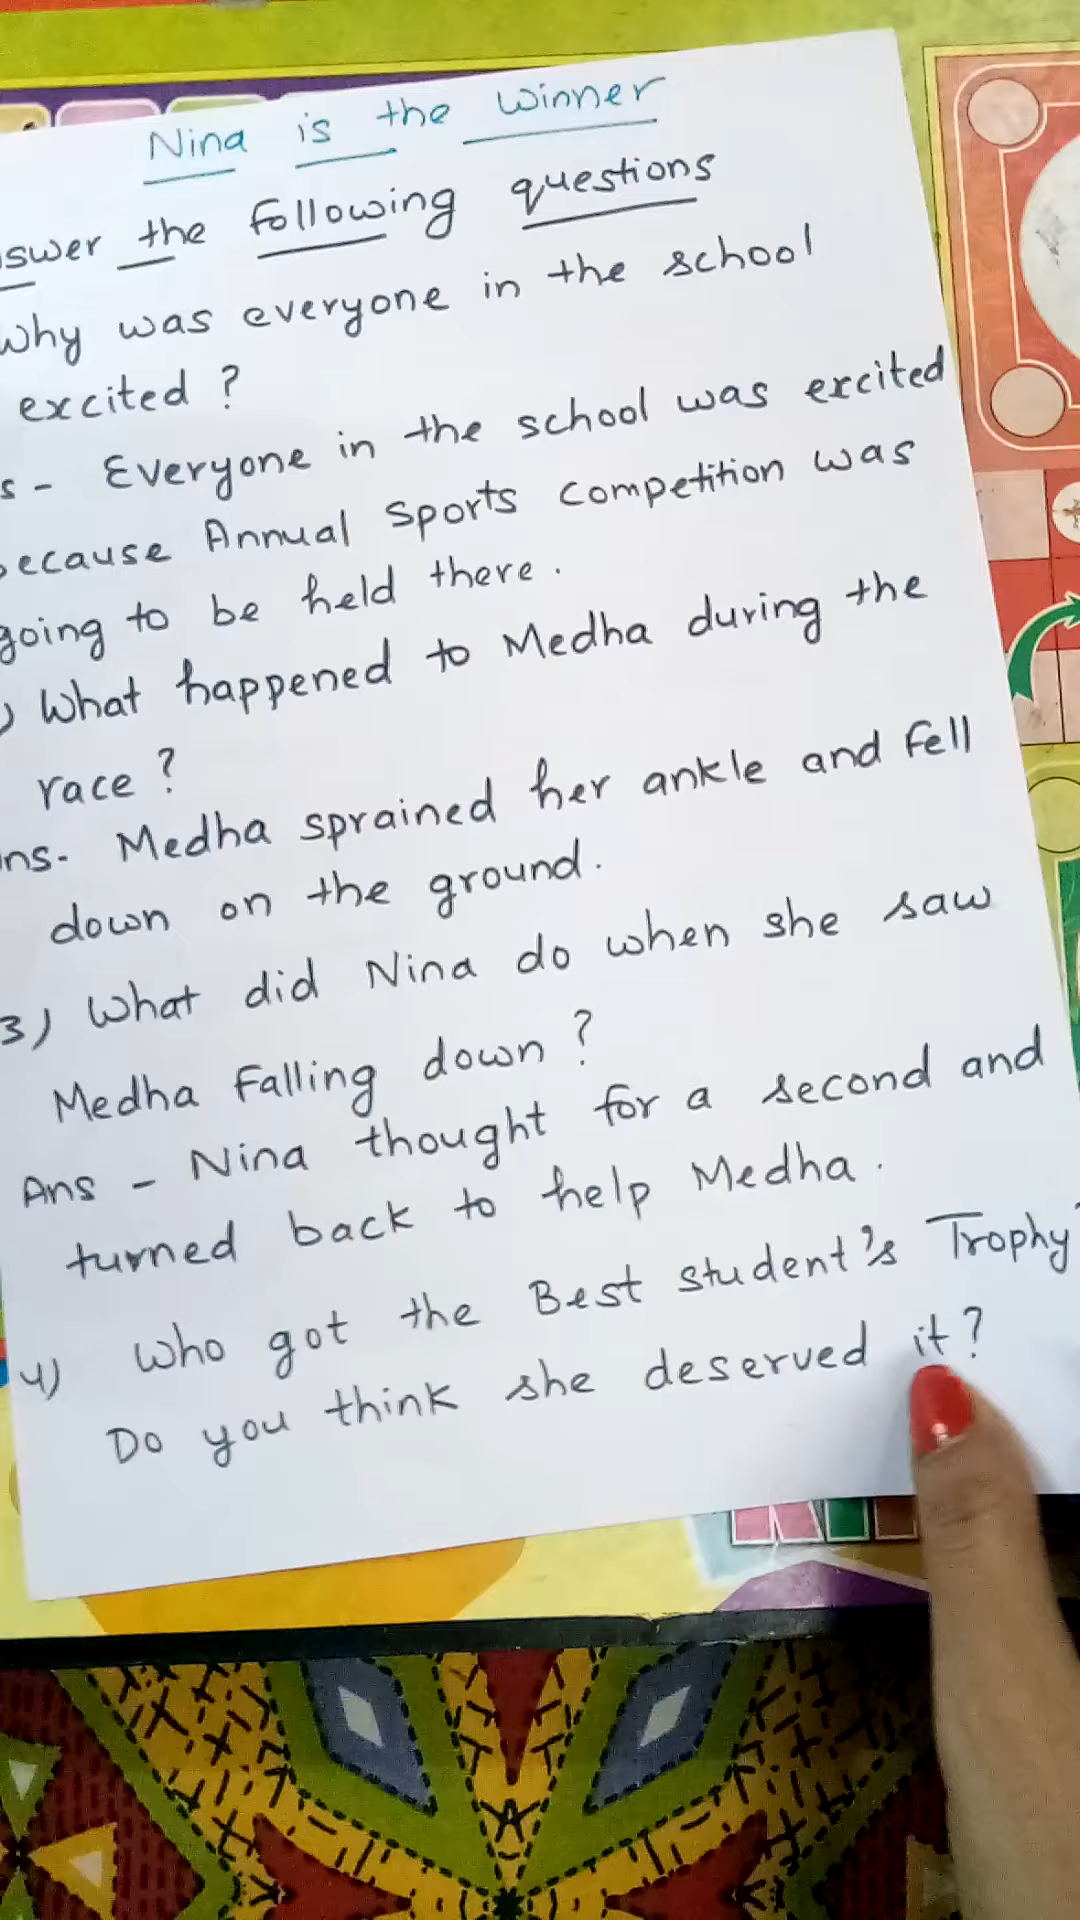 Nina is the Winner
swer the following questions
Why was everyone in the school
excited ?
s - Everyone in the school was excited
ecause Annual Sports Competition was
going to be held there.
) What happened to Medha during the
race ?
ns. Medha sprained her ankle and fell
down on the ground.
3) What did Nina do when she saw
Medha Falling down ?
Ans - Nina thought for a second and
turned back to help Medha.
4) Who got the Best student's Trophy?
Do you think she deserved it?